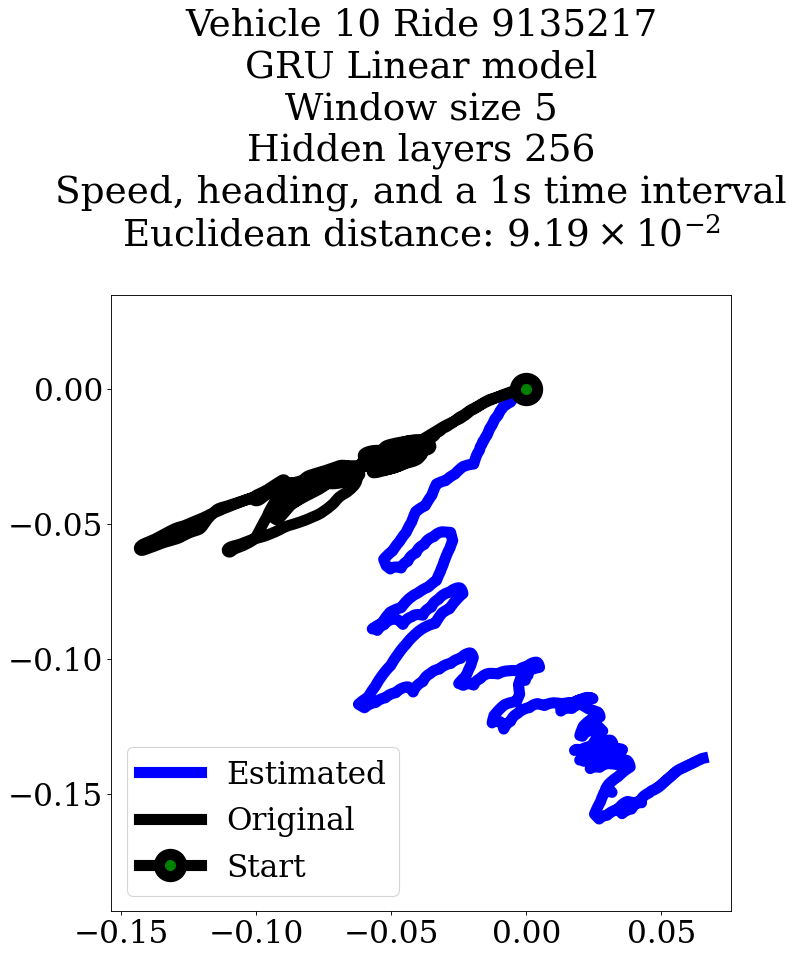 Vehicle 10 Ride 9135217
GRU Linear model
Window size 5
Hidden layers 256
Speed, heading, and a 1s time interval
Euclidean distance: 9.19 × 10⁻²
0.00
−0.05
−0.10
−0.15
Estimated
Original
Start
−0.15 −0.10 −0.05 0.00 0.05